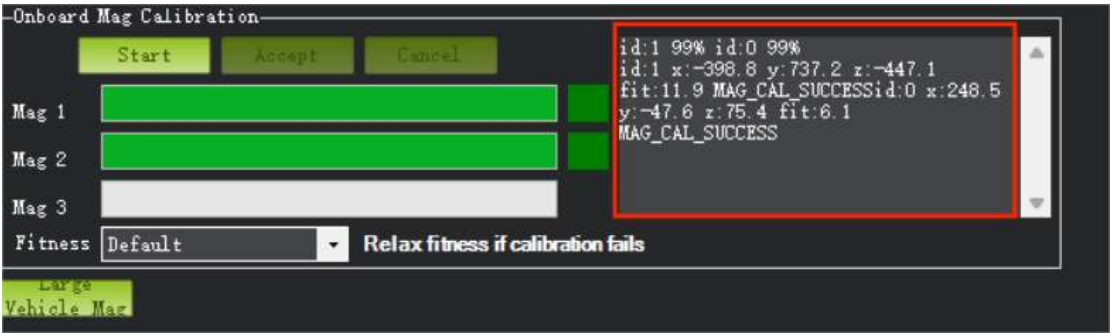 Onboard Mag Calibration
Start
Accept
Cancel
id:1 99% id:0 99%
id:1 x:-398.8 y:737.2 z:-447.1
fit:11.9 MAG_CAL_SUCCESSid:0 x:248.5
y:-47.6 z:75.4 fit:6.1
MAG_CAL_SUCCESS
Mag 1
Mag 2
Mag 3
Fitness
Default
Relax fitness if calibration fails
Large
Vehicle Mag